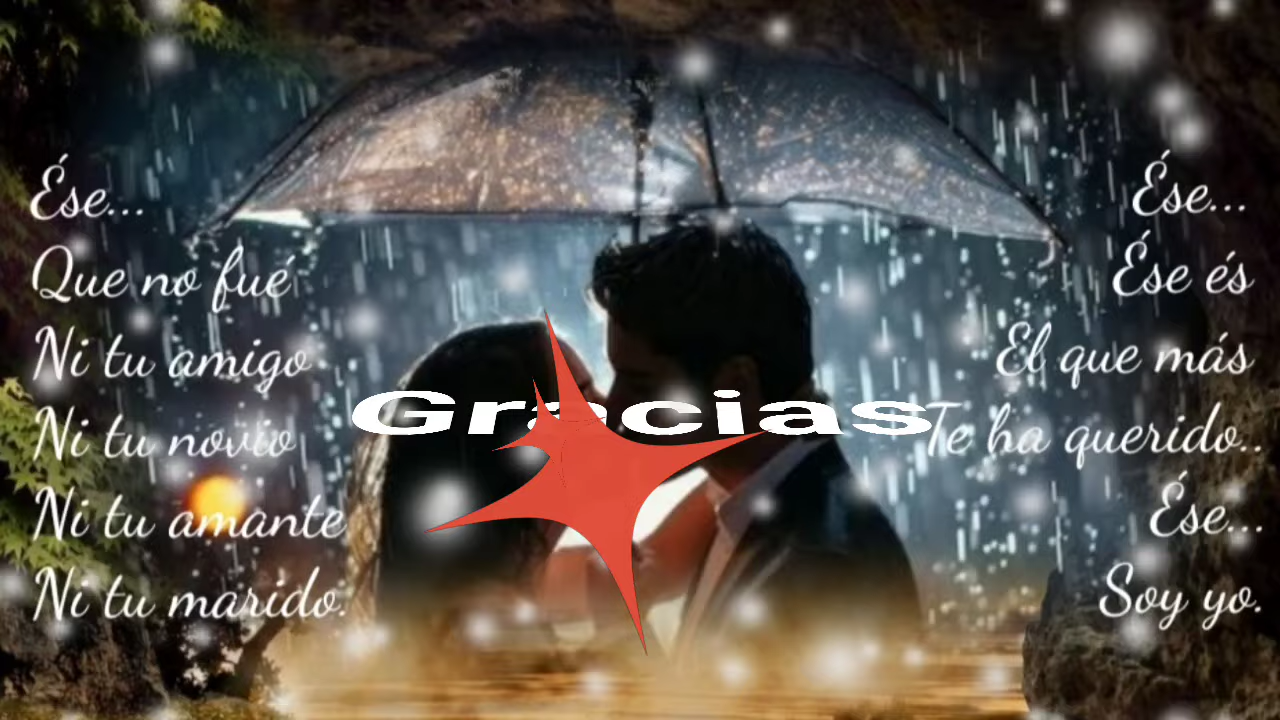 Ése...
Que no fué
Ni tu amigo
Ni tu novio
Ni tu amante
Ni tu marido.
Gracias
Ése...
Ése és
El que más
Te ha querido..
Ése...
Soy yo.